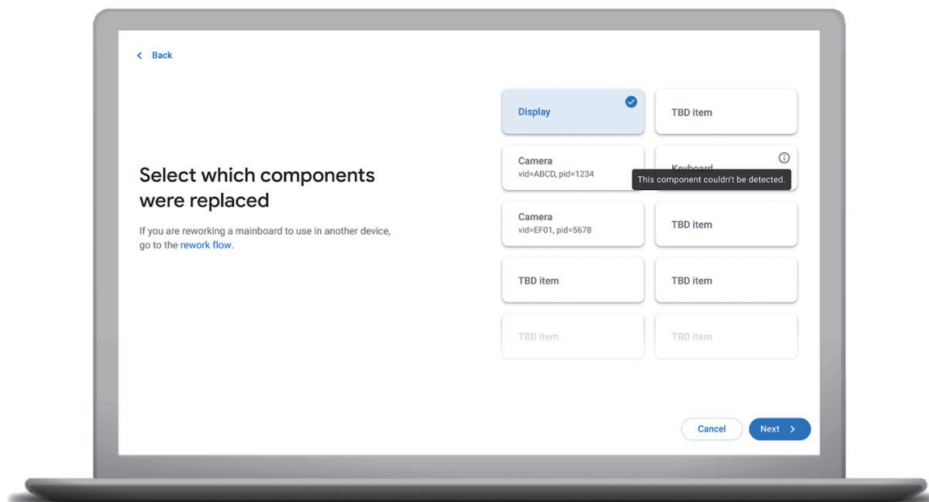 Back
Select which components
were replaced
If you are reworking a mainboard to use in another device,
go to the rework flow.
Display
TBD item
Camera
vid=ABCD, pid=1234
Keyboard
This component couldn't be detected.
Camera
vid=EF01, pid=5678
TBD item
TBD item
TBD item
TBD item
TBD item
Cancel
Next